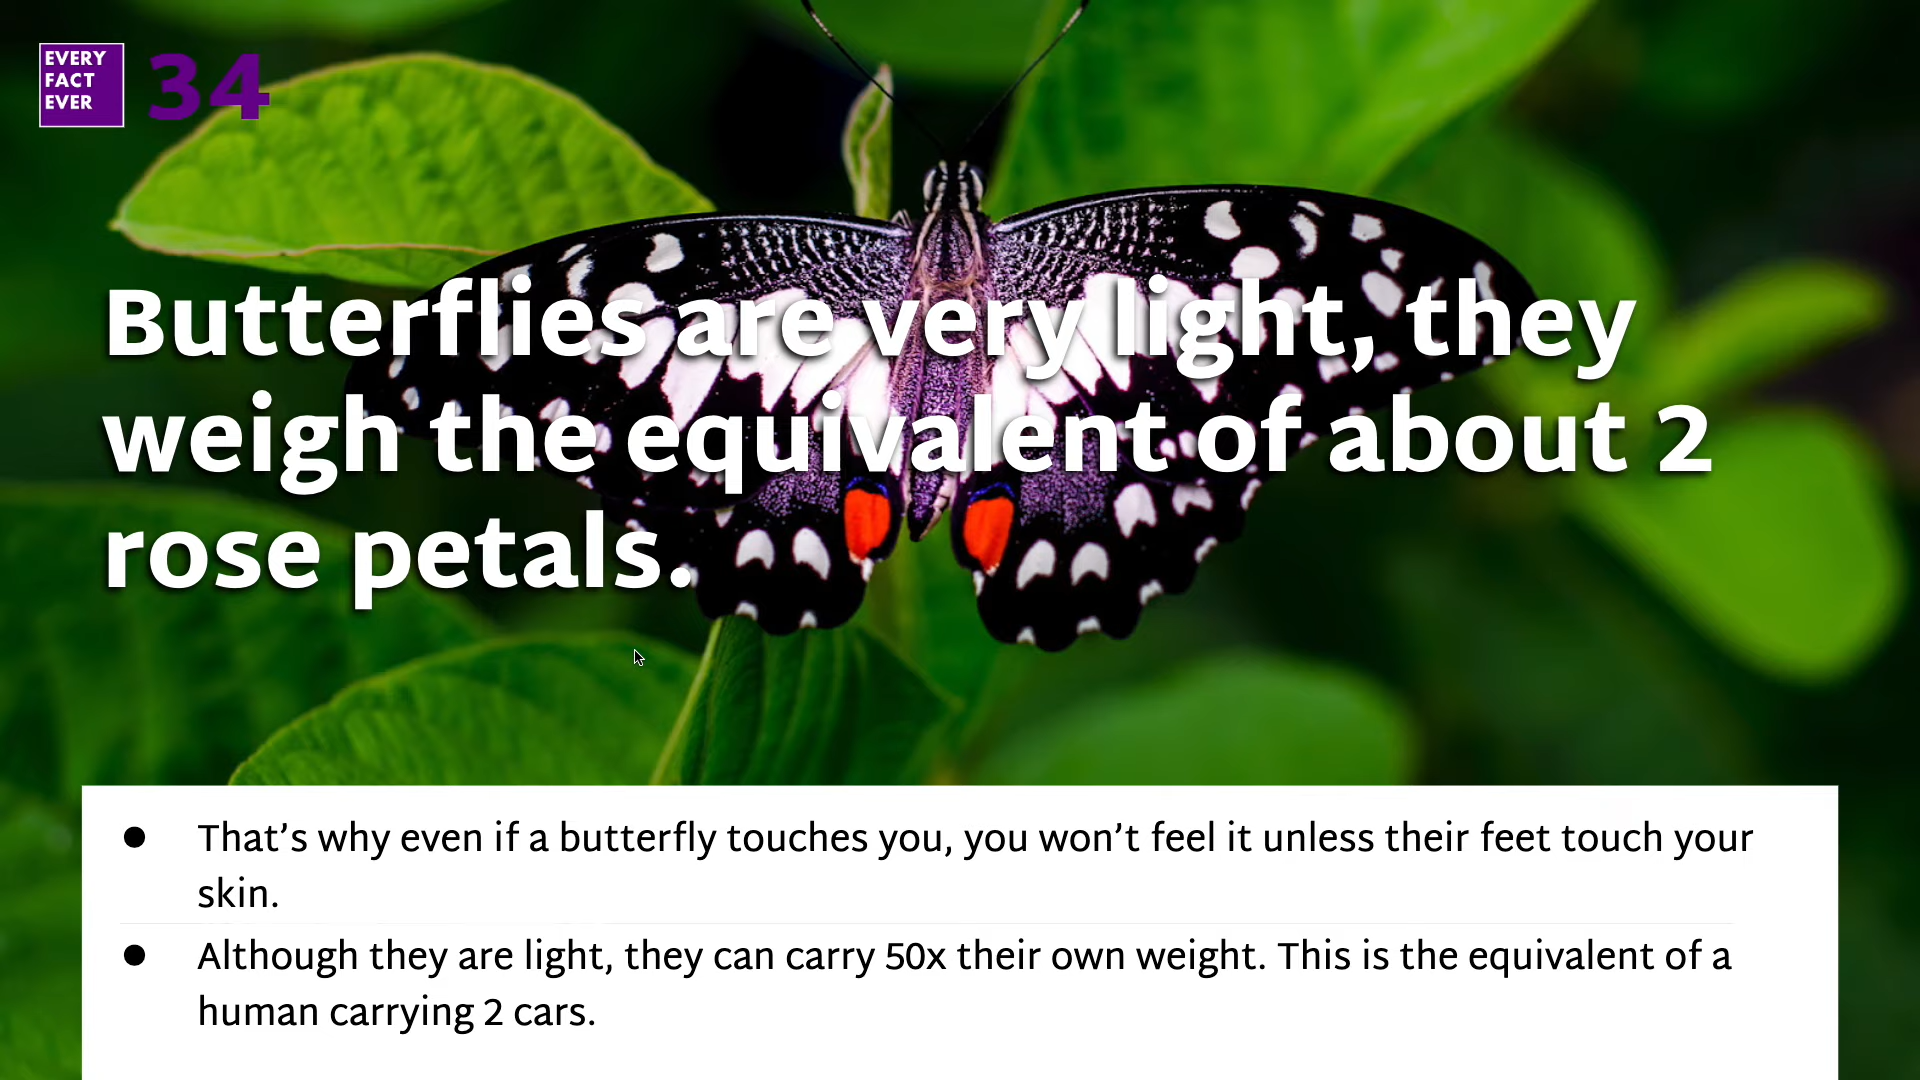 EVERY
FACT
EVER
34
Butterflies are very light, they
weigh the equivalent of about 2
rose petals.
● That’s why even if a butterfly touches you, you won’t feel it unless their feet touch your
skin.
● Although they are light, they can carry 50x their own weight. This is the equivalent of a
human carrying 2 cars.